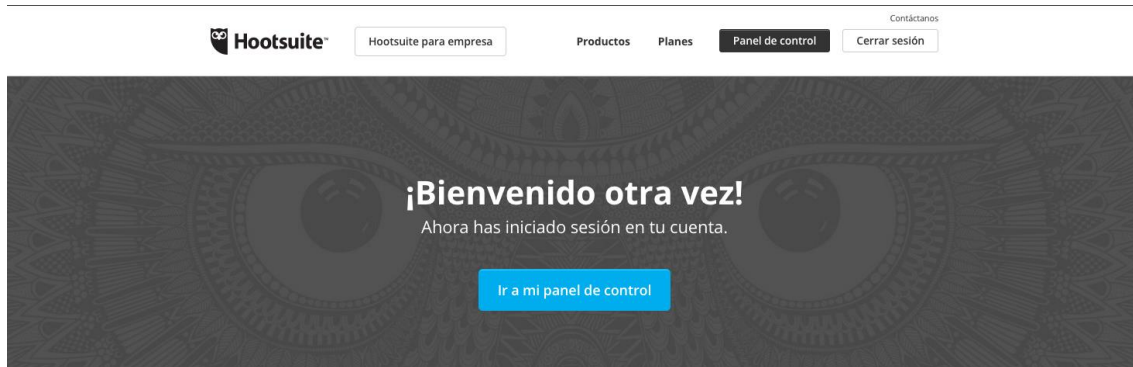 Contáctanos
Hootsuite™
Hootsuite para empresa
Productos
Planes
Panel de control
Cerrar sesión
¡Bienvenido otra vez!
Ahora has iniciado sesión en tu cuenta.
Ir a mi panel de control